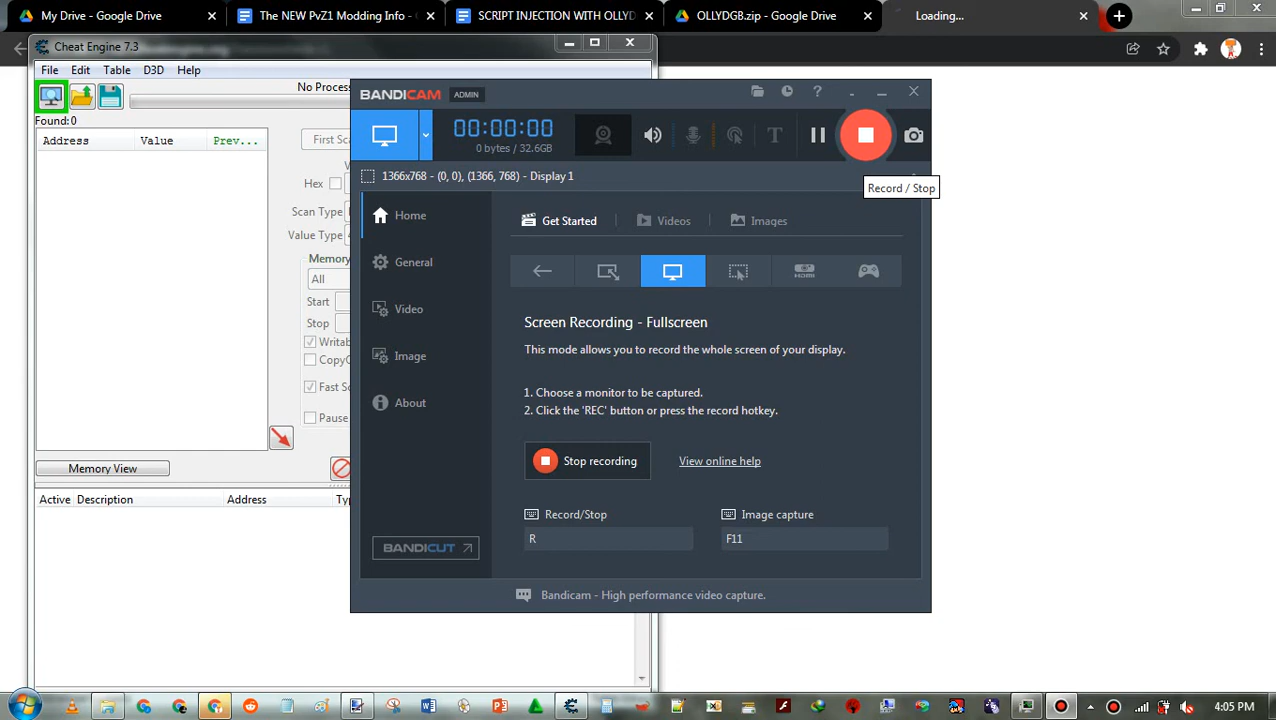 My Drive - Google Drive
The NEW PvZ1 Modding Info -
SCRIPT INJECTION WITH OLLYD
OLLYDGB.zip - Google Drive
Loading...
Cheat Engine 7.3
File Edit Table D3D Help
No Proces
Found:0
Address Value Prev...
First Sca
Hex
Scan Type
Value Type
Memory
All
Start
Stop
Writab
CopyO
Fast Sc
Pause
Memory View
Active Description Address Ty
BANDICAM ADMIN
00:00:00
0 bytes / 32.6GB
1366x768 - (0, 0), (1366, 768) - Display 1
Record / Stop
Home
General
Video
Image
About
BANDICUT
Get Started Videos Images
HDMI
Screen Recording - Fullscreen
This mode allows you to record the whole screen of your display.
1. Choose a monitor to be captured.
2. Click the 'REC' button or press the record hotkey.
Stop recording View online help
Record/Stop Image capture
R F11
Bandicam - High performance video capture.
4:05 PM